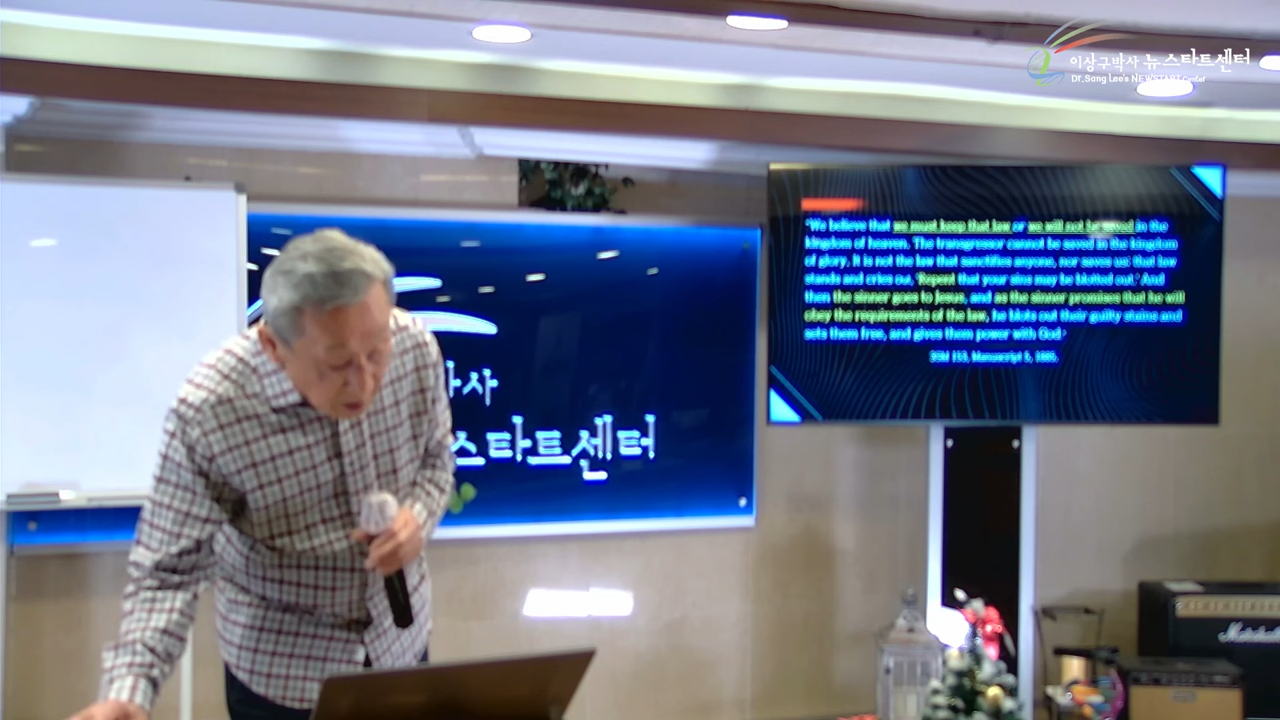 이상구박사 뉴스타트센터
Dr.Sang Lee's NEWSTART Center
"We believe that we must keep that law or we will not be saved in the
kingdom of heaven. The transgressor cannot be saved in the kingdom
of glory. It is not the law that sanctifies anyone, nor saves us; that law
stands and cries out, 'Repent that your sins may be blotted out.' And
then the sinner goes to Jesus, and as the sinner promises that he will
obey the requirements of the law, he blots out their guilty stains and
sets them free, and gives them power with God."
Manuscript 5, 1885.
박사
스타트센터
Marshall